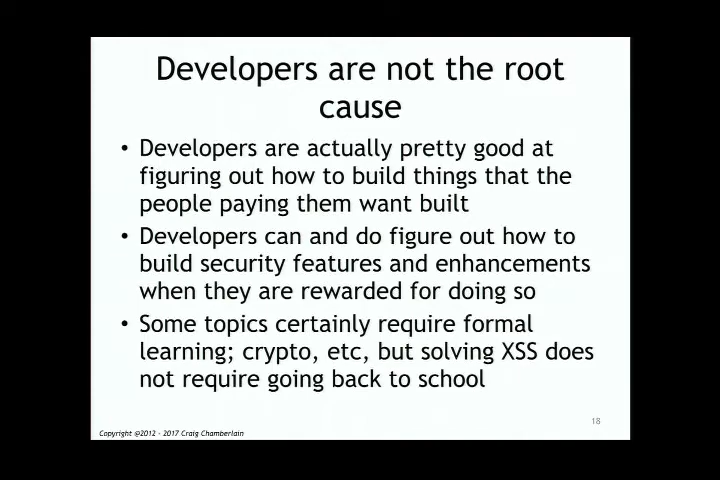 Developers are not the root
cause
• Developers are actually pretty good at
figuring out how to build things that the
people paying them want built
• Developers can and do figure out how to
build security features and enhancements
when they are rewarded for doing so
• Some topics certainly require formal
learning; crypto, etc, but solving XSS does
not require going back to school
18
Copyright @2012 - 2017 Craig Chamberlain